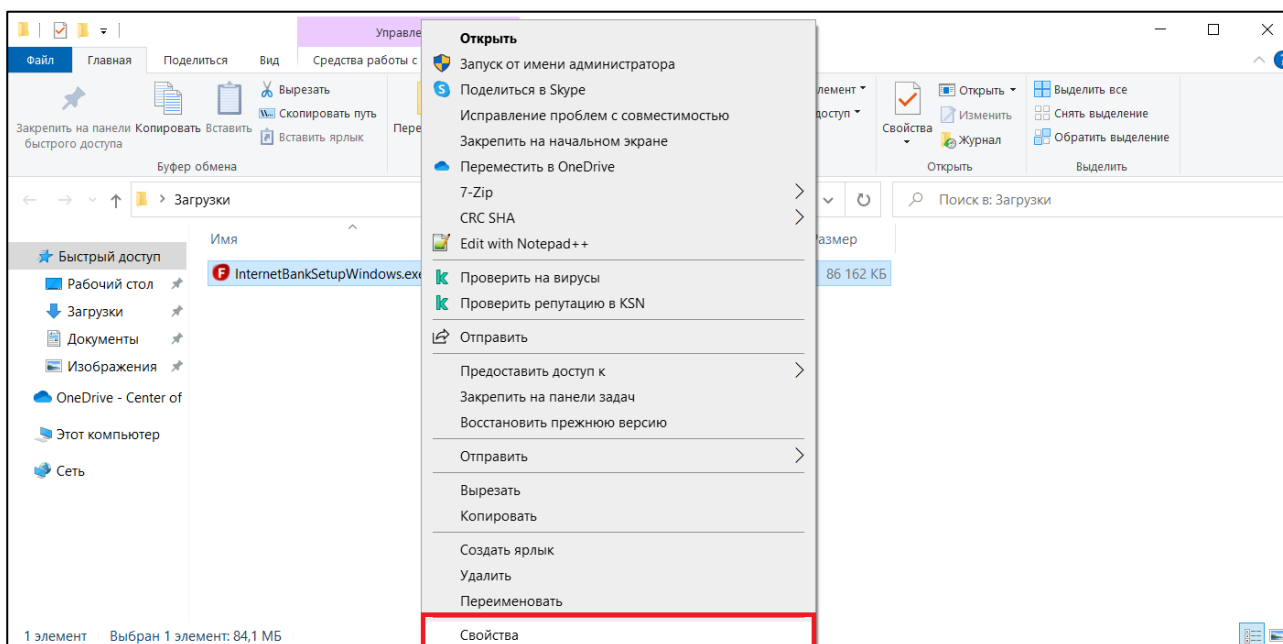 Управле
Файл Главная Поделиться Вид Средства работы с
Закрепить на панели быстрого доступа
Копировать
Вставить
Вырезать
Скопировать путь
Вставить ярлык
Буфер обмена
Пере
лемент
доступ
Свойства
Открыть
Изменить
Журнал
Открыть
Выделить все
Снять выделение
Обратить выделение
Выделить
Загрузки
Поиск в: Загрузки
Имя
Размер
Быстрый доступ
Рабочий стол
Загрузки
Документы
Изображения
OneDrive - Center of
Этот компьютер
Сеть
InternetBankSetupWindows.exe
86 162 КБ
Открыть
Запуск от имени администратора
Поделиться в Skype
Исправление проблем с совместимостью
Закрепить на начальном экране
Переместить в OneDrive
7-Zip
CRC SHA
Edit with Notepad++
Проверить на вирусы
Проверить репутацию в KSN
Отправить
Предоставить доступ к
Закрепить на панели задач
Восстановить прежнюю версию
Отправить
Вырезать
Копировать
Создать ярлык
Удалить
Переименовать
Свойства
1 элемент Выбран 1 элемент: 84,1 МБ